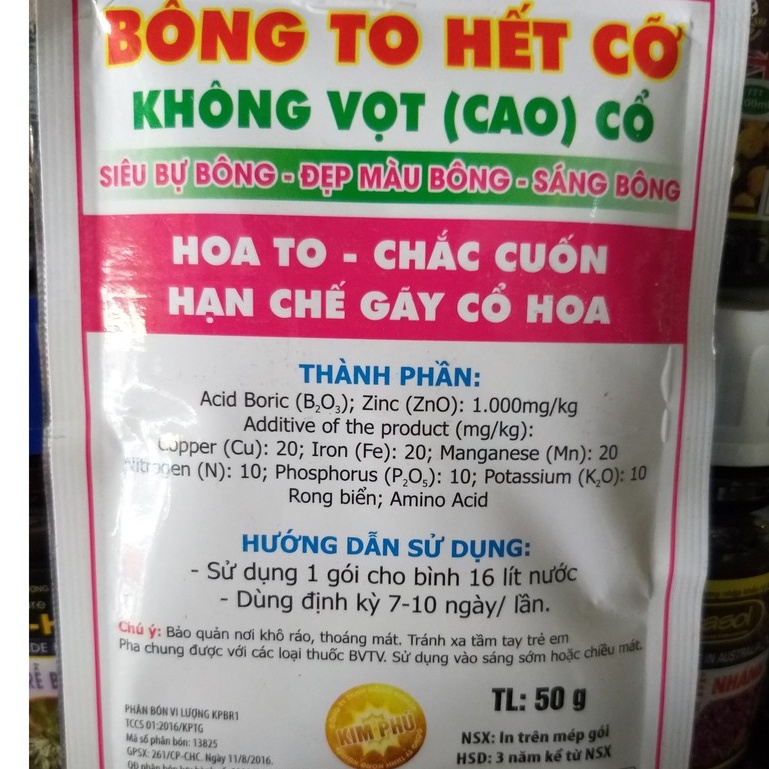 BÔNG TO HẾT CỠ
KHÔNG VỌT (CAO) CỔ
SIÊU BỰ BÔNG - ĐẸP MÀU BÔNG - SÁNG BÔNG
HOA TO - CHẮC CUỐN
HẠN CHẾ GÃY CỔ HOA
THÀNH PHẦN:
Acid Boric (B₂O₃); Zinc (ZnO): 1.000mg/kg
Additive of the product (mg/kg):
Copper (Cu): 20; Iron (Fe): 20; Manganese (Mn): 20
Nitrogen (N): 10; Phosphorus (P₂O₅): 10; Potassium (K₂O): 10
Rong biển; Amino Acid
HƯỚNG DẪN SỬ DỤNG:
- Sử dụng 1 gói cho bình 16 lít nước
- Dùng định kỳ 7-10 ngày/ lần.
Chú ý: Bảo quản nơi khô ráo, thoáng mát. Tránh xa tầm tay trẻ em
Pha chung được với các loại thuốc BVTV. Sử dụng vào sáng sớm hoặc chiều mát.
PHÂN BÓN VI LƯỢNG KPBR1
TCCS 01:2016/KPTG
Mã số phân bón: 13825
GPSX: 261/CP-CHC. Ngày 11/8/2016.
KIM PHÚ
TL: 50 g
NSX: In trên mép gói
HSD: 3 năm kể từ NSX
NHANH